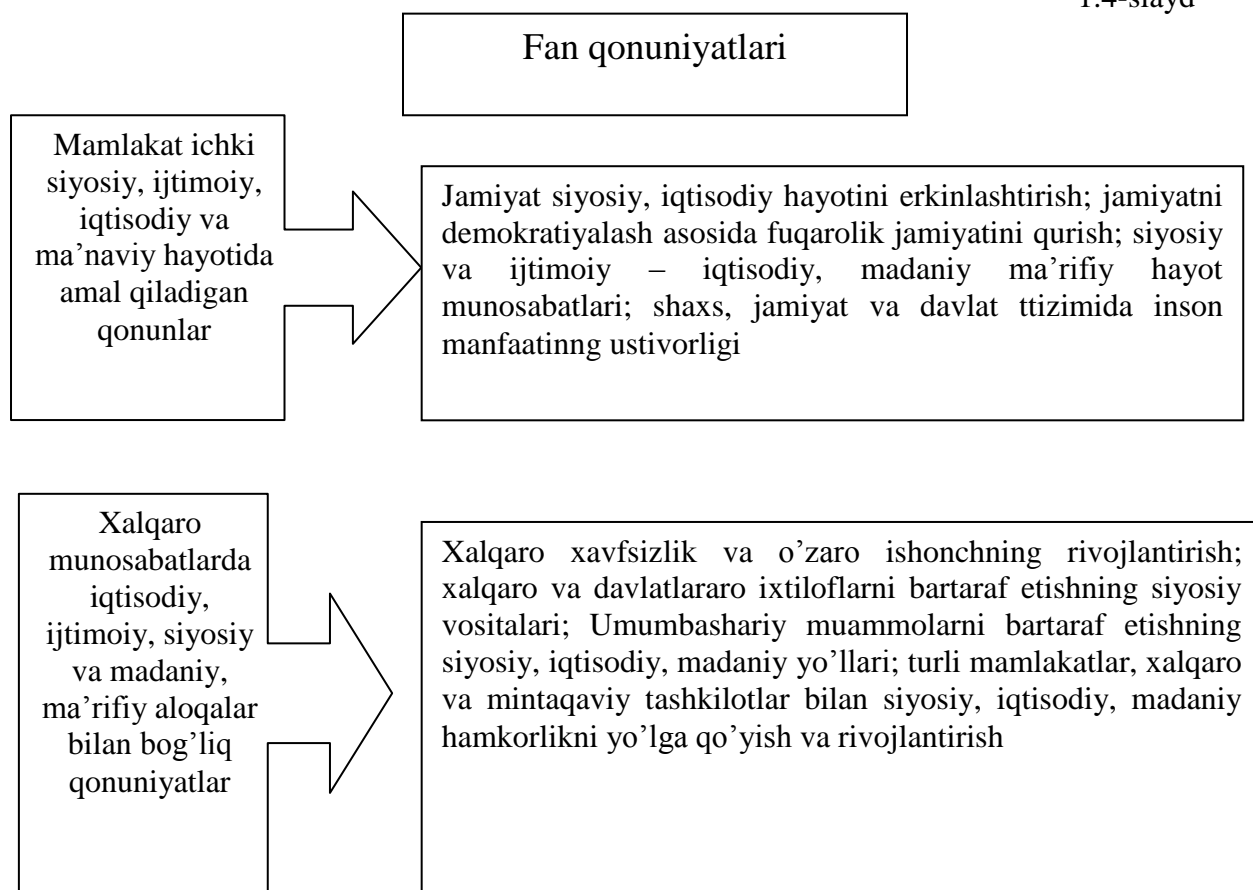 1.4-slayd
Fan qonuniyatlari
Mamlakat ichki
siyosiy, ijtimoiy,
iqtisodiy va
ma’naviy hayotida
amal qiladigan
qonunlar
Jamiyat siyosiy, iqtisodiy hayotini erkinlashtirish; jamiyatni
demokratiyalash asosida fuqarolik jamiyatini qurish; siyosiy
va ijtimoiy – iqtisodiy, madaniy ma’rifiy hayot
munosabatlari; shaxs, jamiyat va davlat ttizimida inson
manfaatinng ustivorligi
Xalqaro
munosabatlarda
iqtisodiy,
ijtimoiy, siyosiy
va madaniy,
ma’rifiy aloqalar
bilan bog’liq
qonuniyatlar
Xalqaro xavfsizlik va o’zaro ishonchning rivojlantirish;
xalqaro va davlatlararo ixtiloflarni bartaraf etishning siyosiy
vositalari; Umumbashariy muammolarni bartaraf etishning
siyosiy, iqtisodiy, madaniy yo’llari; turli mamlakatlar, xalqaro
va mintaqaviy tashkilotlar bilan siyosiy, iqtisodiy, madaniy
hamkorlikni yo’lga qo’yish va rivojlantirish